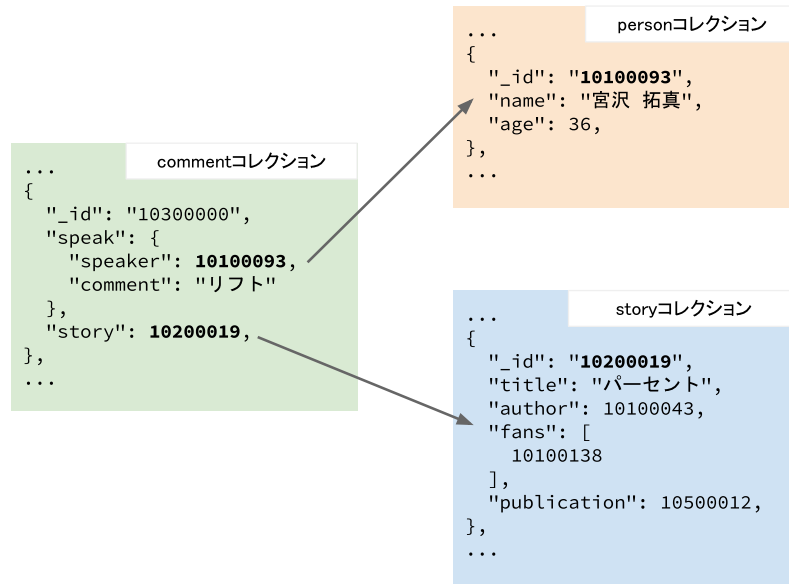 commentコレクション
...
{
  "_id": "10300000",
  "speak": {
    "speaker": 10100093,
    "comment": "リフト"
  },
  "story": 10200019,
},
...
personコレクション
...
{
  "_id": "10100093",
  "name": "宮沢 拓真",
  "age": 36,
},
...
storyコレクション
...
{
  "_id": "10200019",
  "title": "パーセント",
  "author": 10100043,
  "fans": [
    10100138
  ],
  "publication": 10500012,
},
...